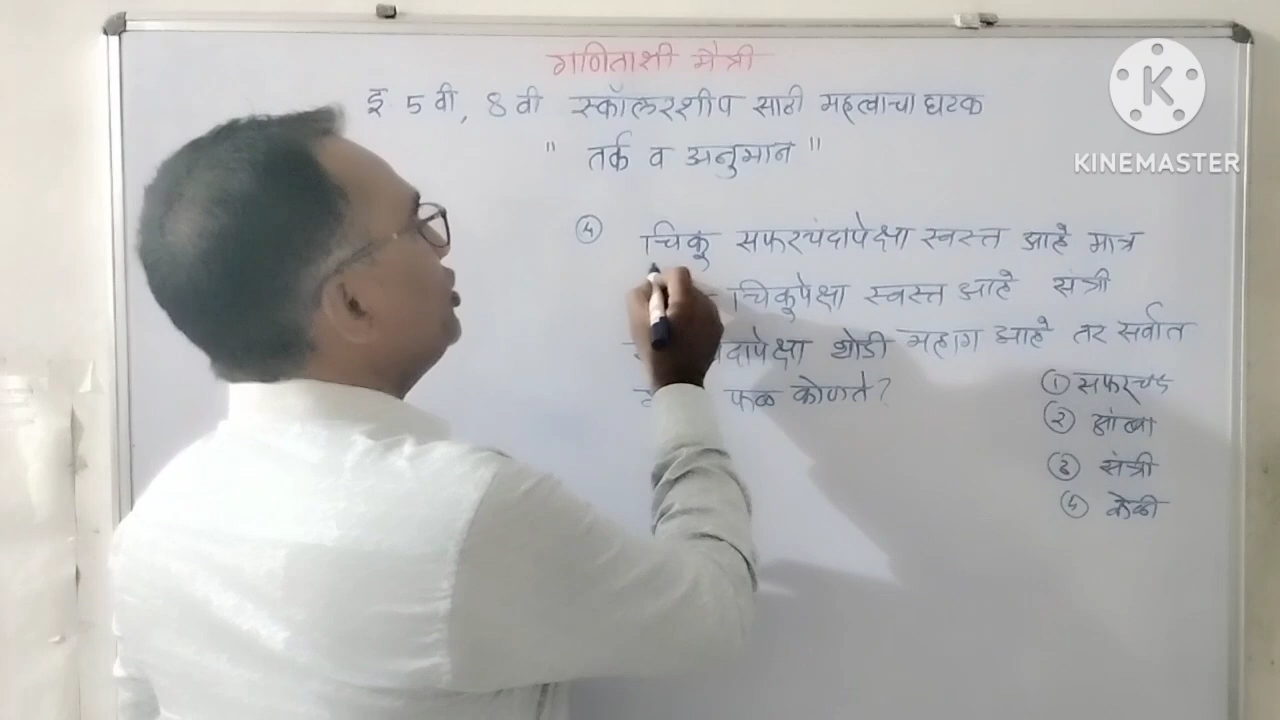 गणिताशी मैत्री
इ 5 वी, 8 वी स्कॉलरशीप साठी महत्वाचा घटक
" तर्क व अनुमान "
④ चिकू सफरचंदापेक्षा स्वस्त आहे मात्र
चिकूपेक्षा स्वस्त आहे संत्री
थोडी महाग आहे तर सर्वात
फळ कोणते?
① सफरचंद
② आंबा
③ संत्री
④ केळी
KINEMASTER